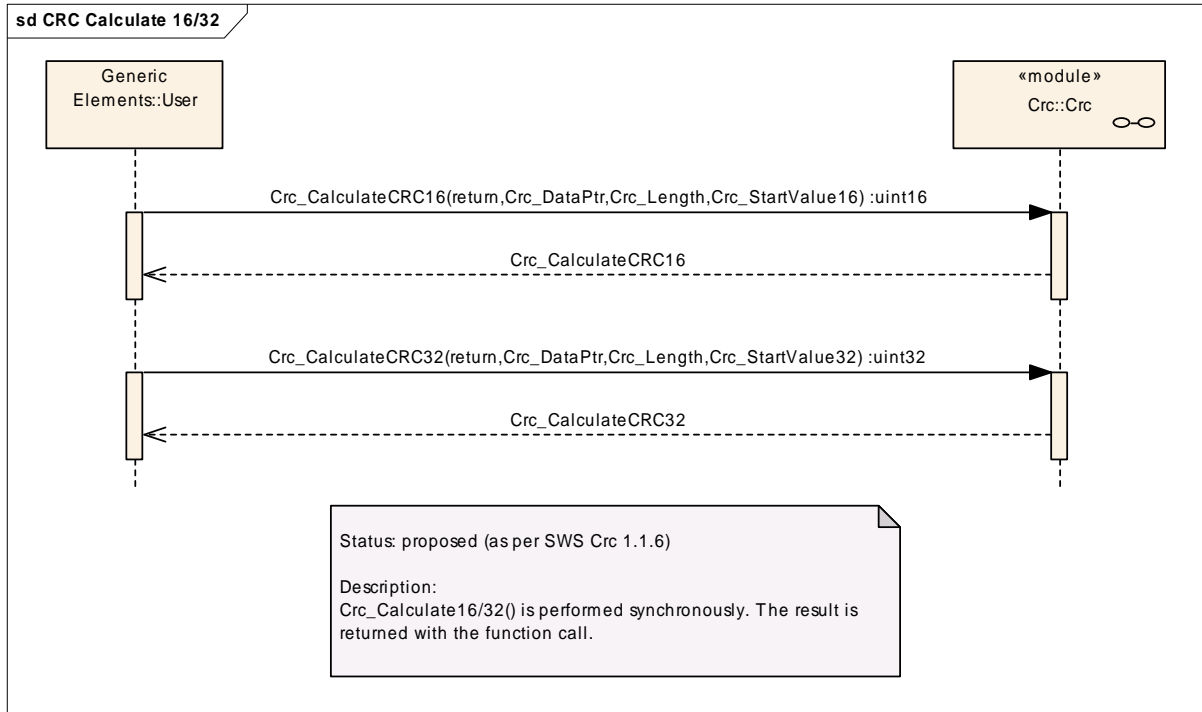 sd CRC Calculate 16/32
Generic
Elements::User
«module»
Crc::Crc
Crc_CalculateCRC16(return,Crc_DataPtr,Crc_Length,Crc_StartValue16) :uint16
Crc_CalculateCRC16
Crc_CalculateCRC32(return,Crc_DataPtr,Crc_Length,Crc_StartValue32) :uint32
Crc_CalculateCRC32
Status: proposed (as per SWS Crc 1.1.6)
Description:
Crc_Calculate16/32() is performed synchronously. The result is
returned with the function call.